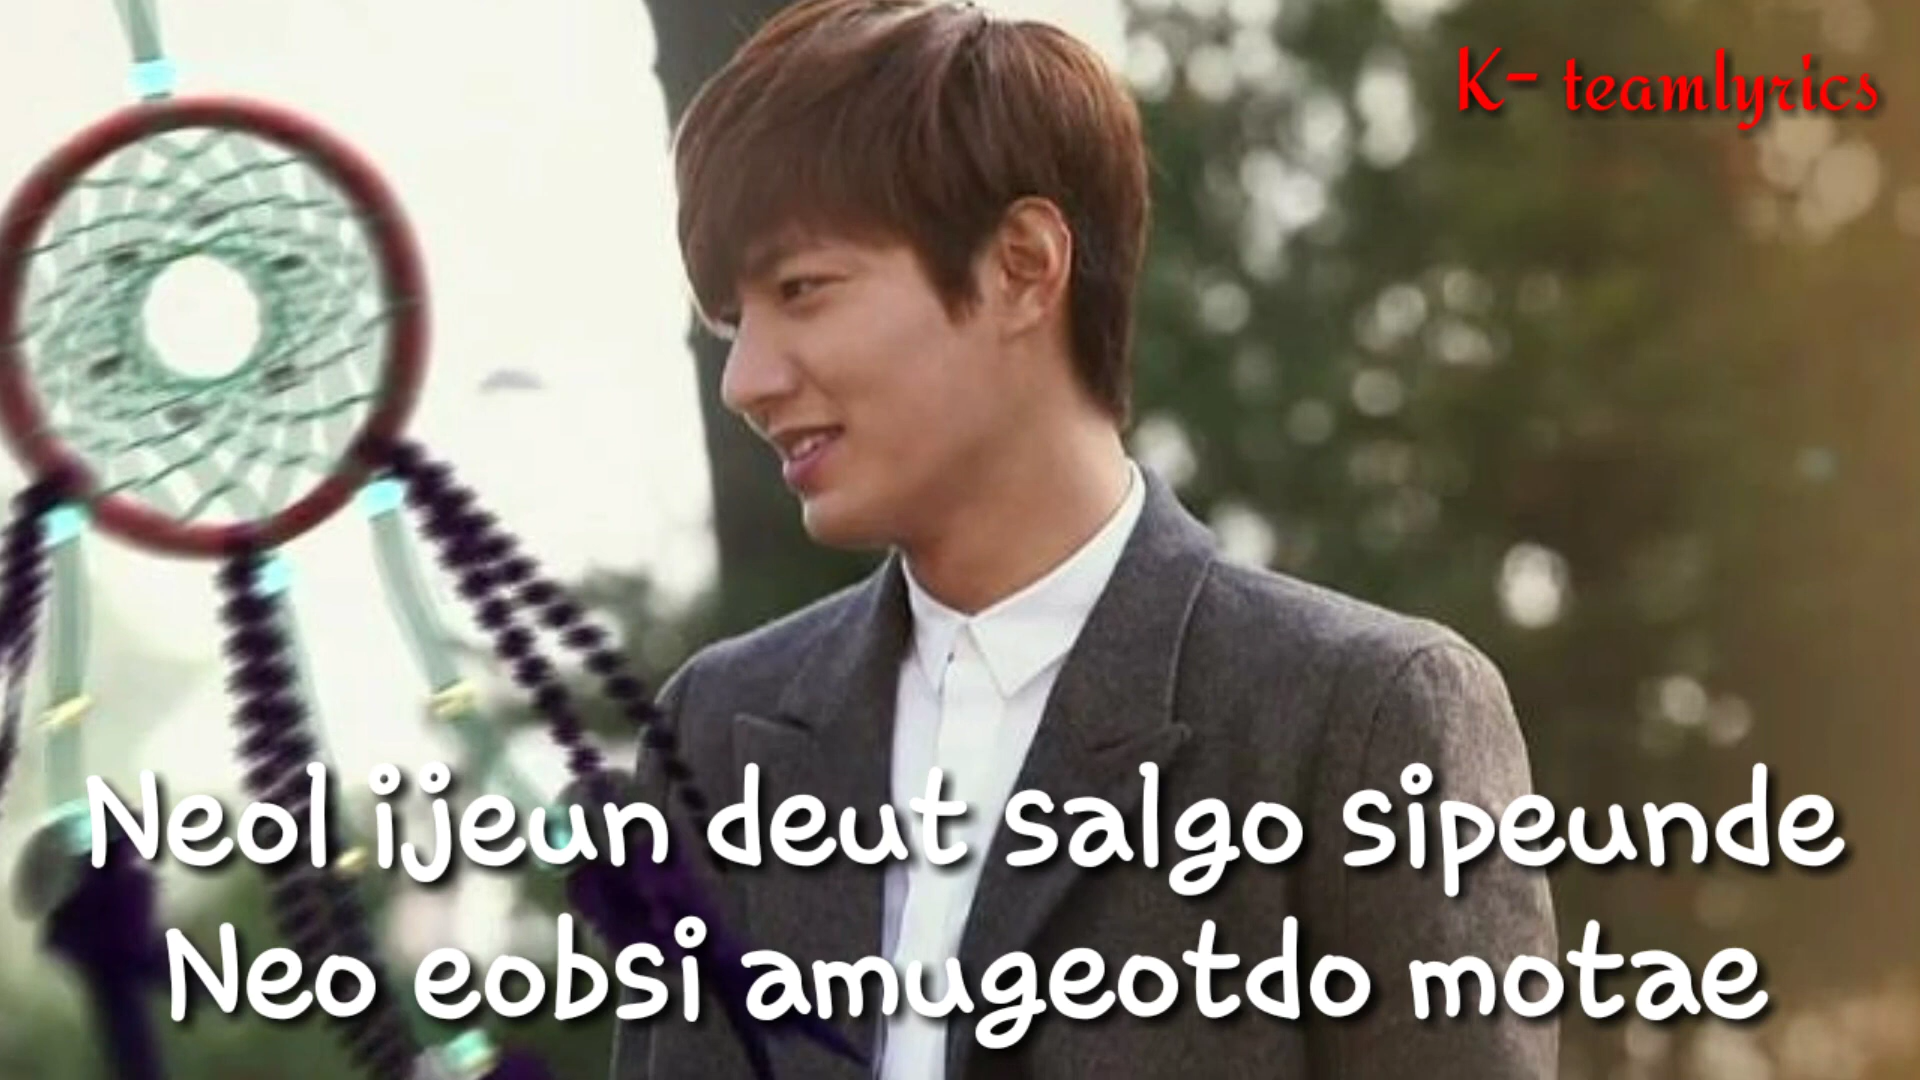 K- teamlyrics
Neol ijeun deut salgo sipeunde
Neo eobsi amugeotdo motae